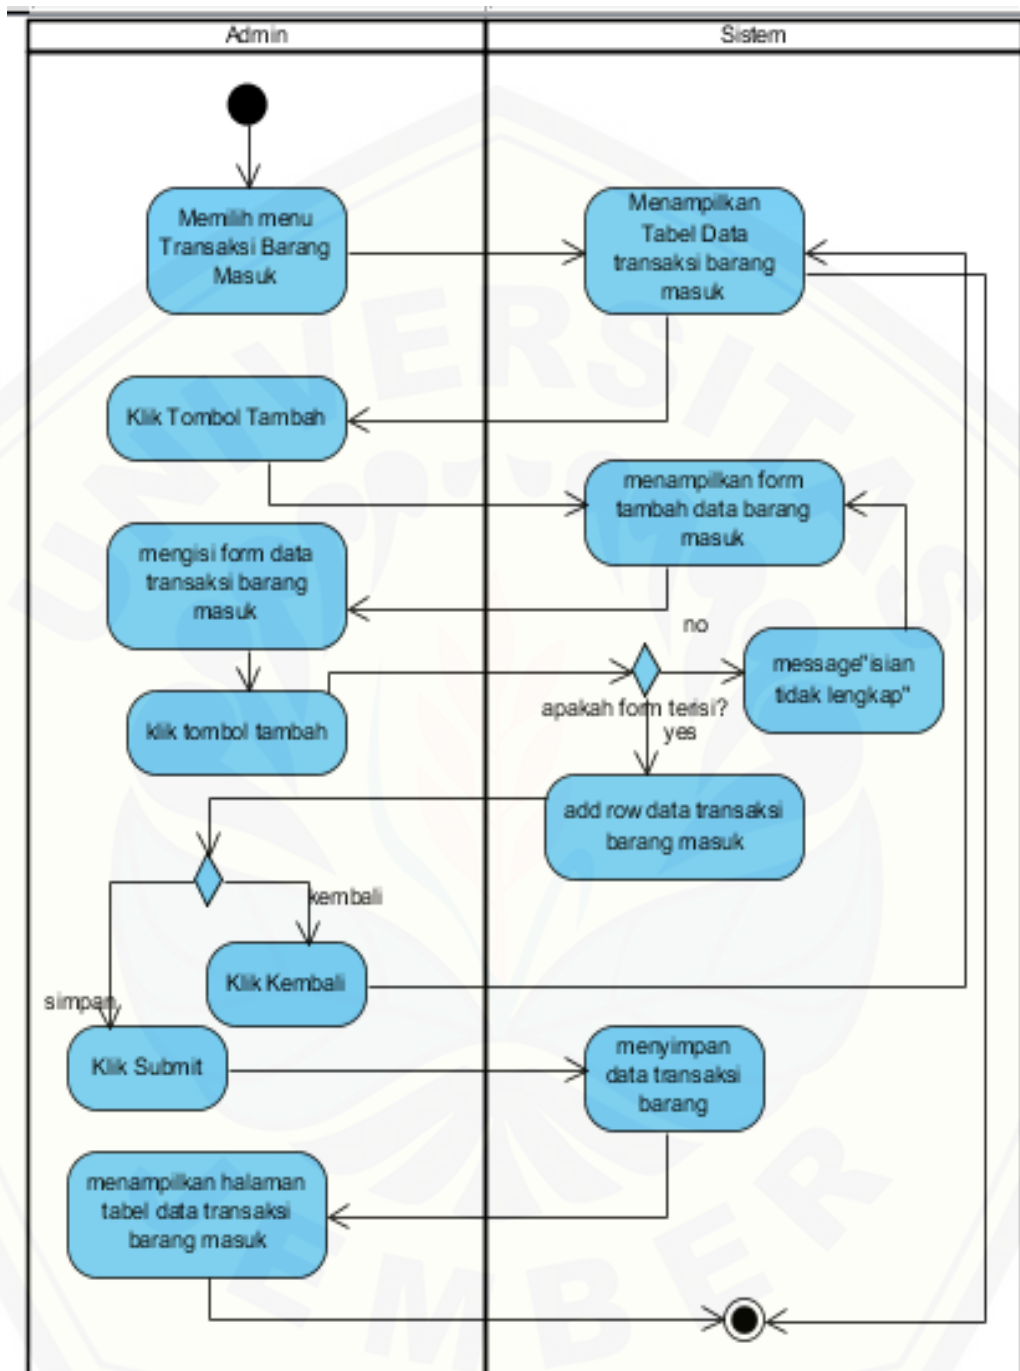 Admin
Sistem
Memilih menu
Transaksi Barang
Masuk
Menampilkan
Tabel Data
transaksi barang
masuk
Klik Tombol Tambah
menampilkan form
tambah data barang
masuk
mengisi form data
transaksi barang
masuk
no
message"isian
tidak lengkap"
apakah form terisi?
yes
klik tombol tambah
add row data transaksi
barang masuk
kembali
Klik Kembali
simpan
Klik Submit
menyimpan
data transaksi
barang
menampilkan halaman
tabel data transaksi
barang masuk
UNIVERSITAS
JEMBER